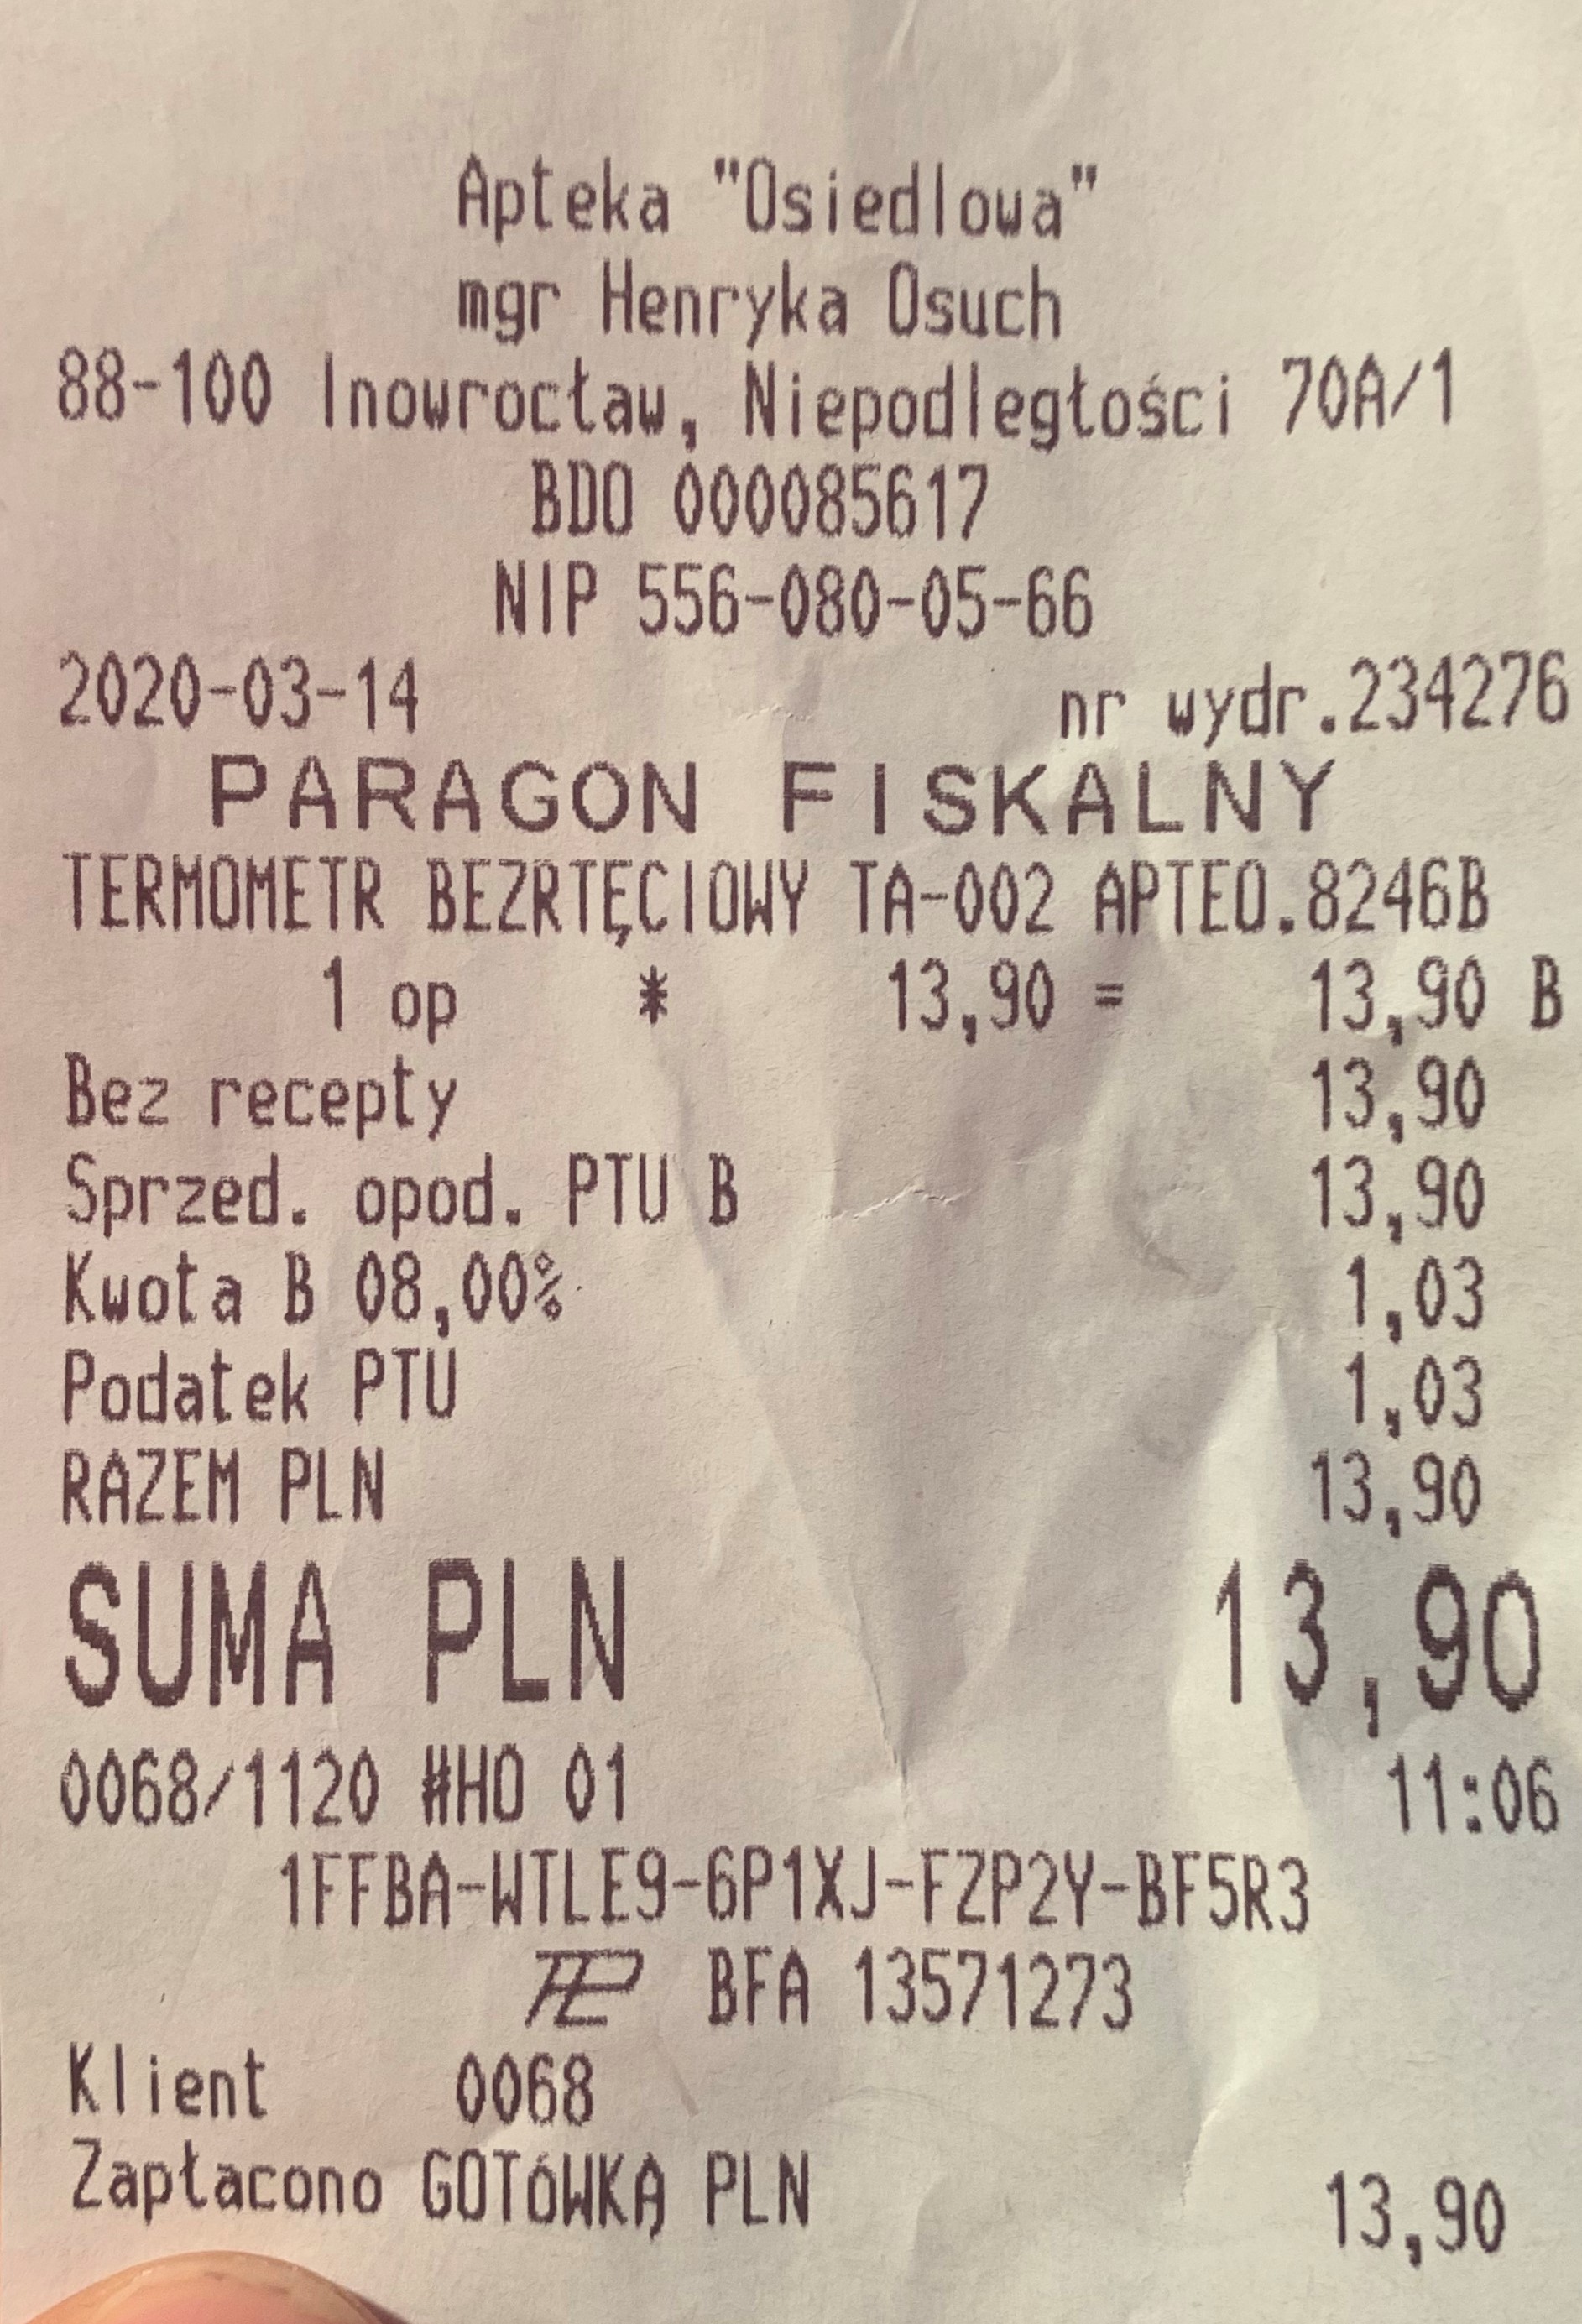 Apteka "Osiedlowa"
mgr Henryka Osuch
88-100 Inowrocław, Niepodległości 70A/1
BDO 000085617
NIP 556-080-05-66
2020-03-14 nr wydr.234276
PARAGON FISKALNY
TERMOMETR BEZRTĘCIOWY TA-002 APTEO.8246B
1 op * 13,90 = 13,90 B
Bez recepty 13,90
Sprzed. opod. PTU B 13,90
Kwota B 08,00% 1,03
Podatek PTU 1,03
RAZEM PLN 13,90
SUMA PLN 13,90
0068/1120 #HO 01 11:06
1FFBA-WTLE9-6P1XJ-FZP2Y-BF5R3
BFA 13571273
Klient 0068
Zapłacono GOTÓWKĄ PLN 13,90